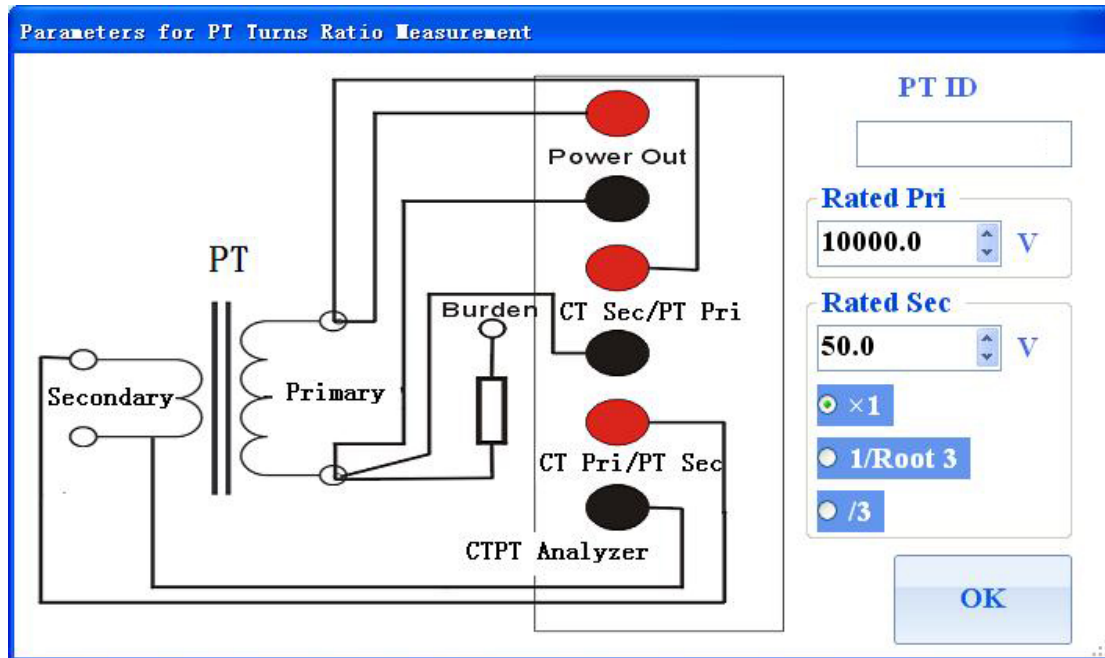 Parameters for PT Turns Ratio Measurement
PT ID
Power Out
Rated Pri
10000.0 V
PT
Burden
CT Sec/PT Pri
Rated Sec
50.0 V
Secondary
Primary
×1
CT Pri/PT Sec
1/Root 3
/3
CTPT Analyzer
OK